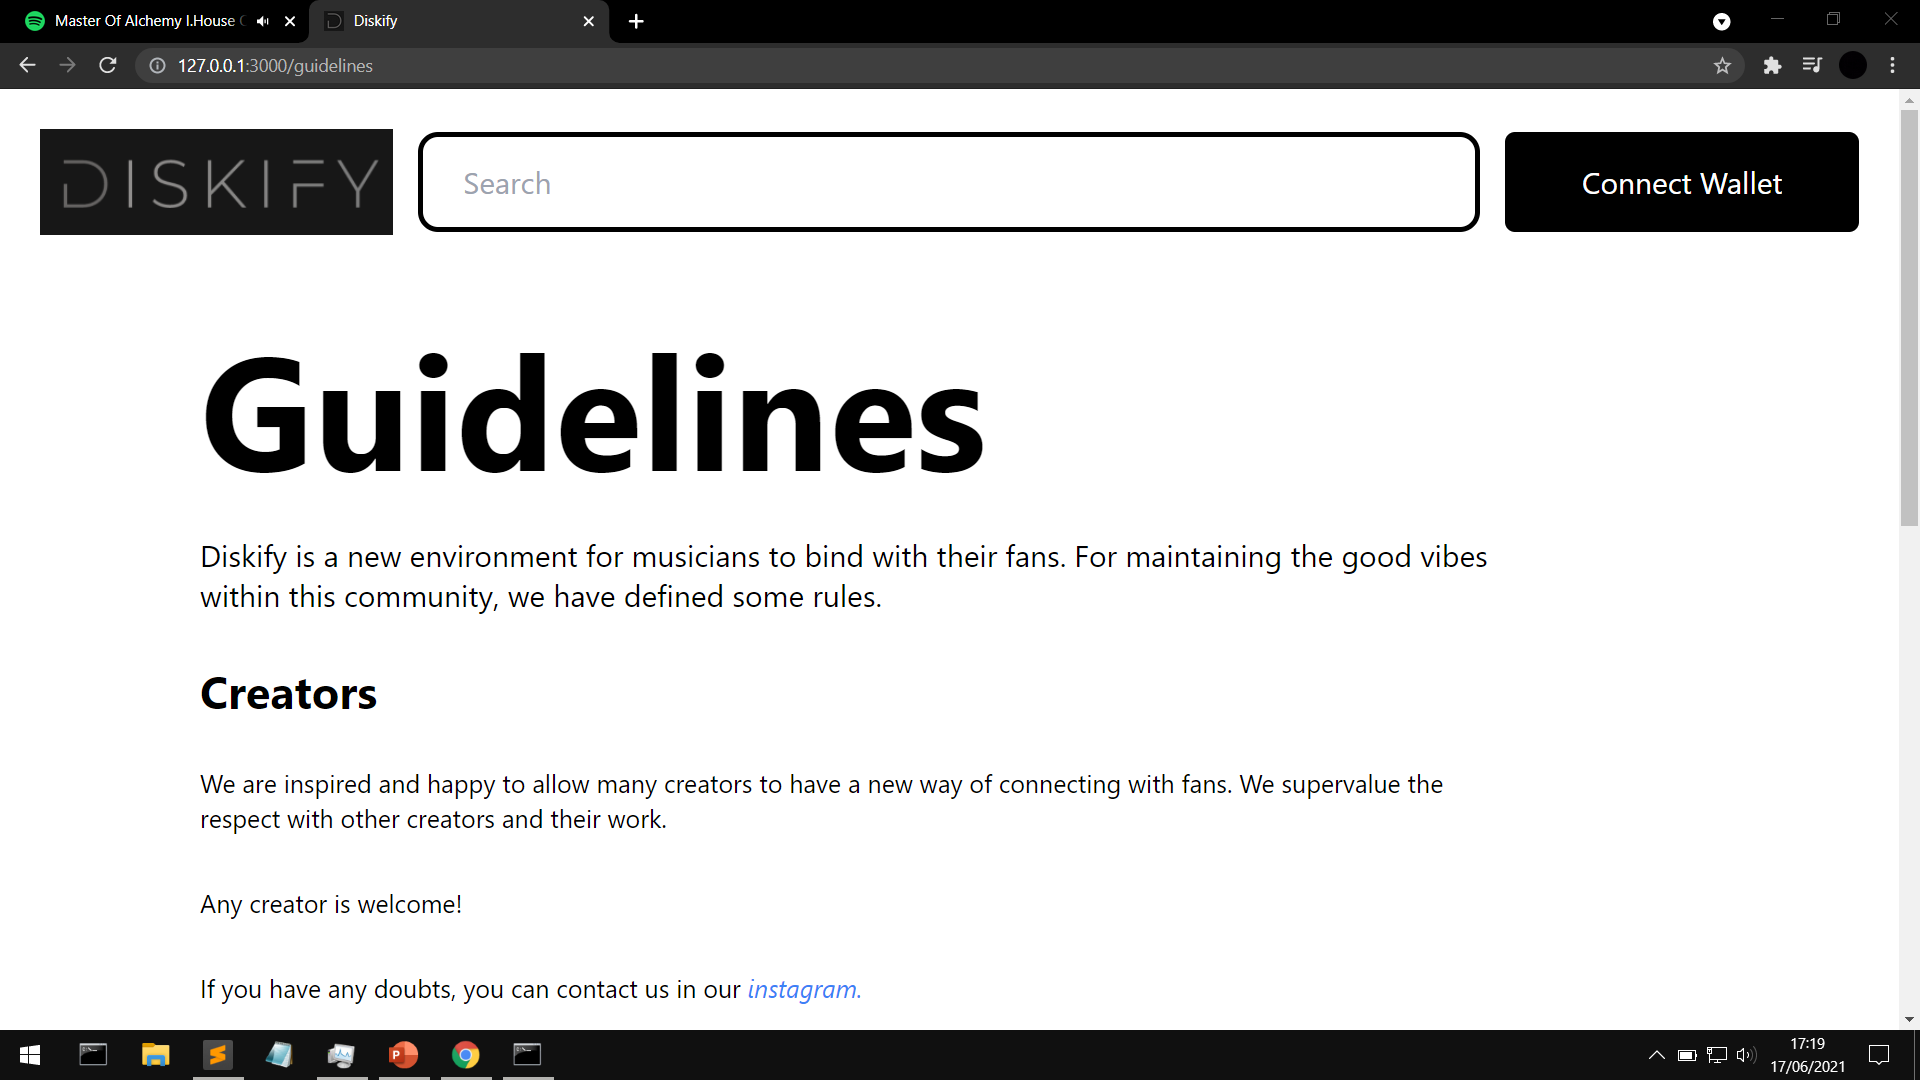 Master Of Alchemy I.House
Diskify
127.0.0.1:3000/guidelines
DISKIFY
Search
Connect Wallet
Guidelines
Diskify is a new environment for musicians to bind with their fans. For maintaining the good vibes
within this community, we have defined some rules.
Creators
We are inspired and happy to allow many creators to have a new way of connecting with fans. We supervalue the
respect with other creators and their work.
Any creator is welcome!
If you have any doubts, you can contact us in our instagram.
17:19
17/06/2021